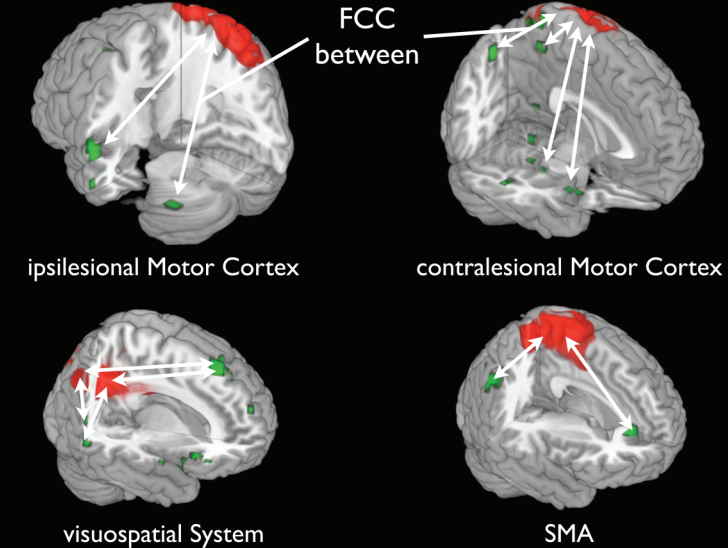 FCC
between
ipsilesional Motor Cortex
contralesional Motor Cortex
visuospatial System
SMA